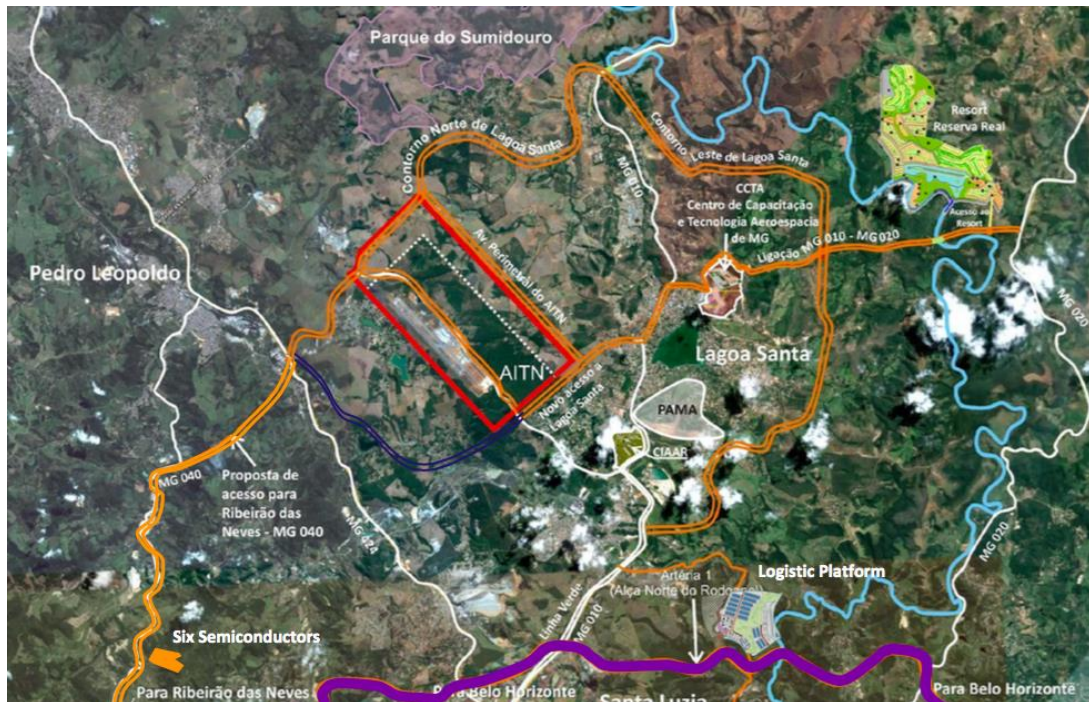 Parque do Sumidouro
Resort
Reserva Real
Contorno Norte de Lagoa Santa
Contorno
Leste de Lagoa Santa
MG 010
CCTA
Centro de Capacitação
e Tecnologia Aeroespacia
de MG
Acesso ao
Resort
Ligação MG 010 - MG 020
Av. Perimetral do AITN
Pedro Leopoldo
MG 020
Lagoa Santa
AITN
Novo acesso a
Lagoa Santa
PAMA
CIAAR
MG 040
Proposta de
acesso para
Ribeirão das
Neves - MG 040
MG 424
MG 020
Logistic Platform
Artéria 1
(Alça Norte do
Linha Verde
MG 010
Six Semiconductors
Para Ribeirão das Neves
Para Belo Horizonte
Para Belo Horizonte
Santa Luzia